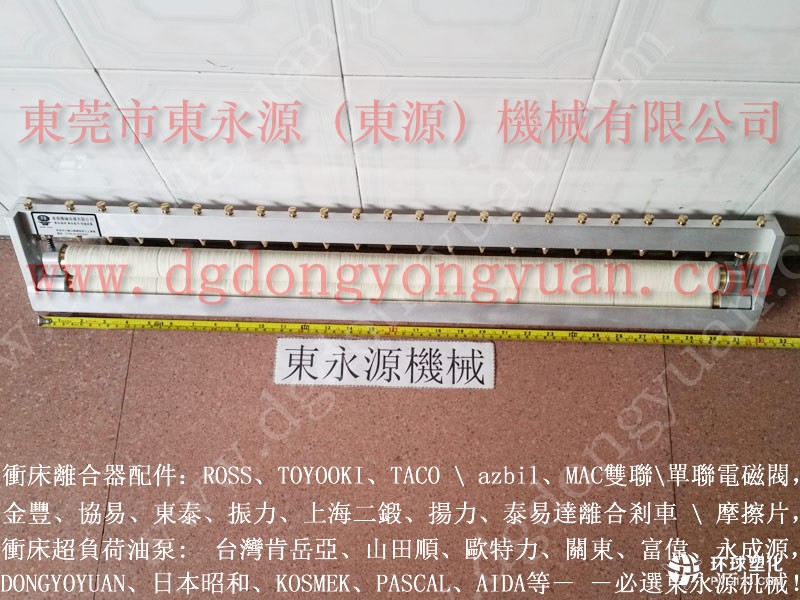 東莞市東永源（東源）機械有限公司
www.dgdongyongyuan.com
東永源機械
衝床離合器配件：ROSS、TOYOOKI、TACO \ azbil、MAC雙聯\單聯電磁閥，
金豐、協易、東泰、振力、上海二鍛、揚力、泰易達離合剎車 \ 摩擦片，
衝床超負荷油泵： 台灣肯岳亞、山田順、歐特力、關東、富偉、永成源，
DONGYOYUAN、日本昭和、KOSMEK、PASCAL、AIDA等－－必選東永源机械！
环球塑化